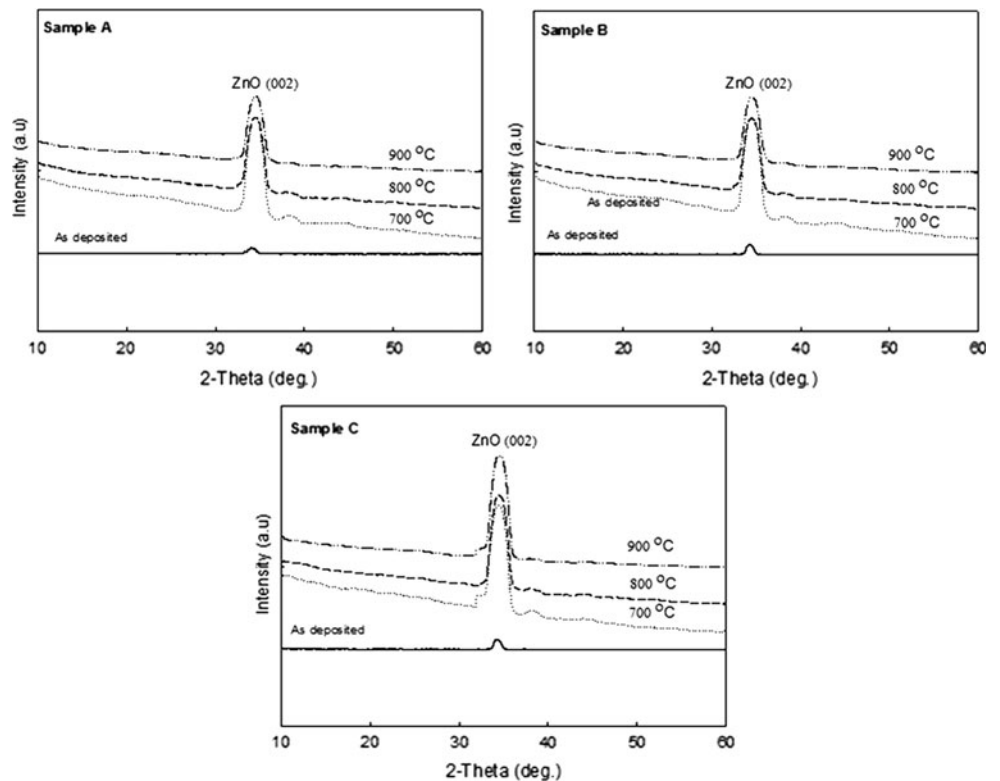 Sample A
ZnO (002)
900 °C
800 °C
700 °C
As deposited
Intensity (a.u)
10 20 30 40 50 60
2-Theta (deg.)
Sample B
ZnO (002)
900 °C
800 °C
As deposited
700 °C
As deposited
Intensity (a.u)
10 20 30 40 50 60
2-Theta (deg.)
Sample C
ZnO (002)
900 °C
800 °C
700 °C
As deposited
Intensity (a.u)
10 20 30 40 50 60
2-Theta (deg.)